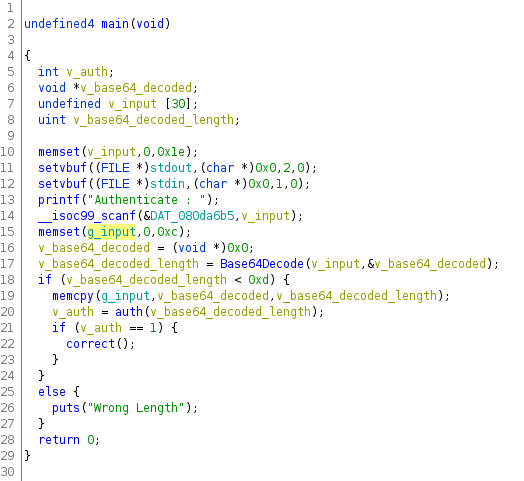 1
2 undefined4 main(void)
3
4 {
5 int v_auth;
6 void *v_base64_decoded;
7 undefined v_input [30];
8 uint v_base64_decoded_length;
9
10 memset(v_input,0,0x1e);
11 setvbuf((FILE *)stdout,(char *)0x0,2,0);
12 setvbuf((FILE *)stdin,(char *)0x0,1,0);
13 printf("Authenticate : ");
14 __isoc99_scanf(&DAT_080da6b5,v_input);
15 memset(g_input,0,0xc);
16 v_base64_decoded = (void *)0x0;
17 v_base64_decoded_length = Base64Decode(v_input,&v_base64_decoded);
18 if (v_base64_decoded_length < 0xd) {
19 memcpy(g_input,v_base64_decoded,v_base64_decoded_length);
20 v_auth = auth(v_base64_decoded_length);
21 if (v_auth == 1) {
22 correct();
23 }
24 }
25 else {
26 puts("Wrong Length");
27 }
28 return 0;
29 }
30